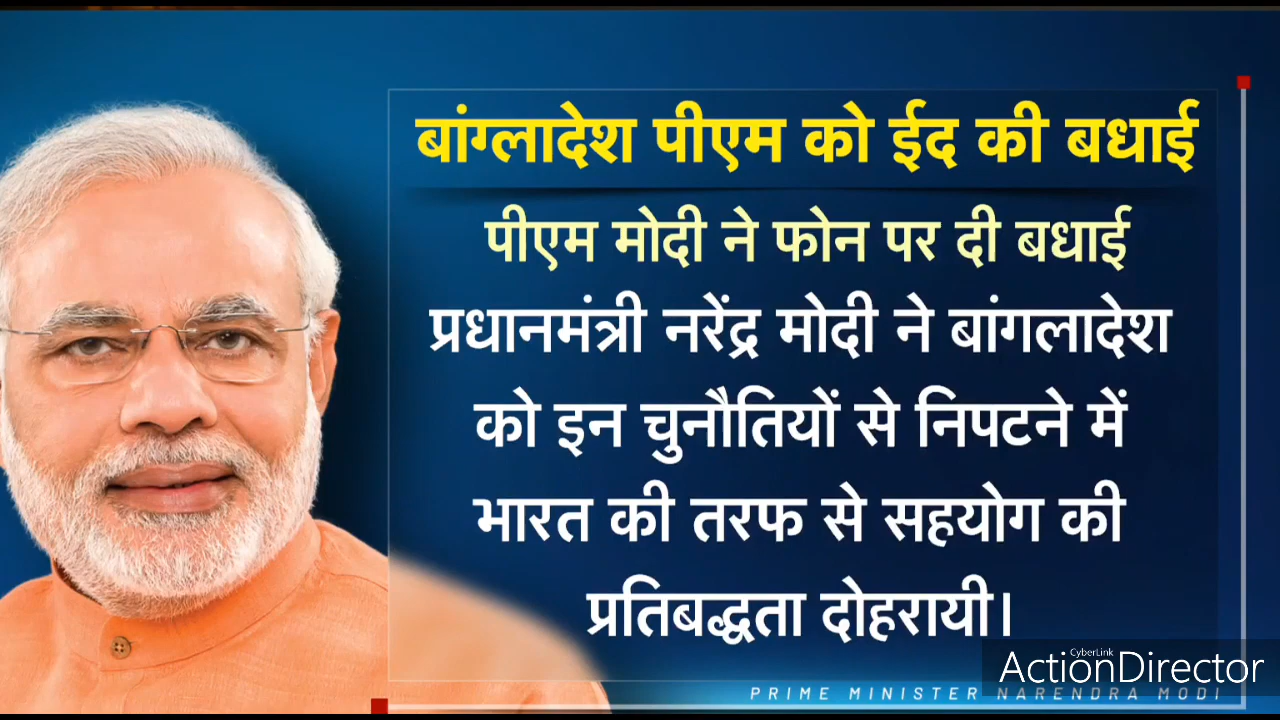 बांग्लादेश पीएम को ईद की बधाई
पीएम मोदी ने फोन पर दी बधाई
प्रधानमंत्री नरेंद्र मोदी ने बांगलादेश
को इन चुनौतियों से निपटने में
भारत की तरफ से सहयोग की
प्रतिबद्धता दोहरायी।
CyberLink
ActionDirector
PRIME MINISTER NARENDRA MODI